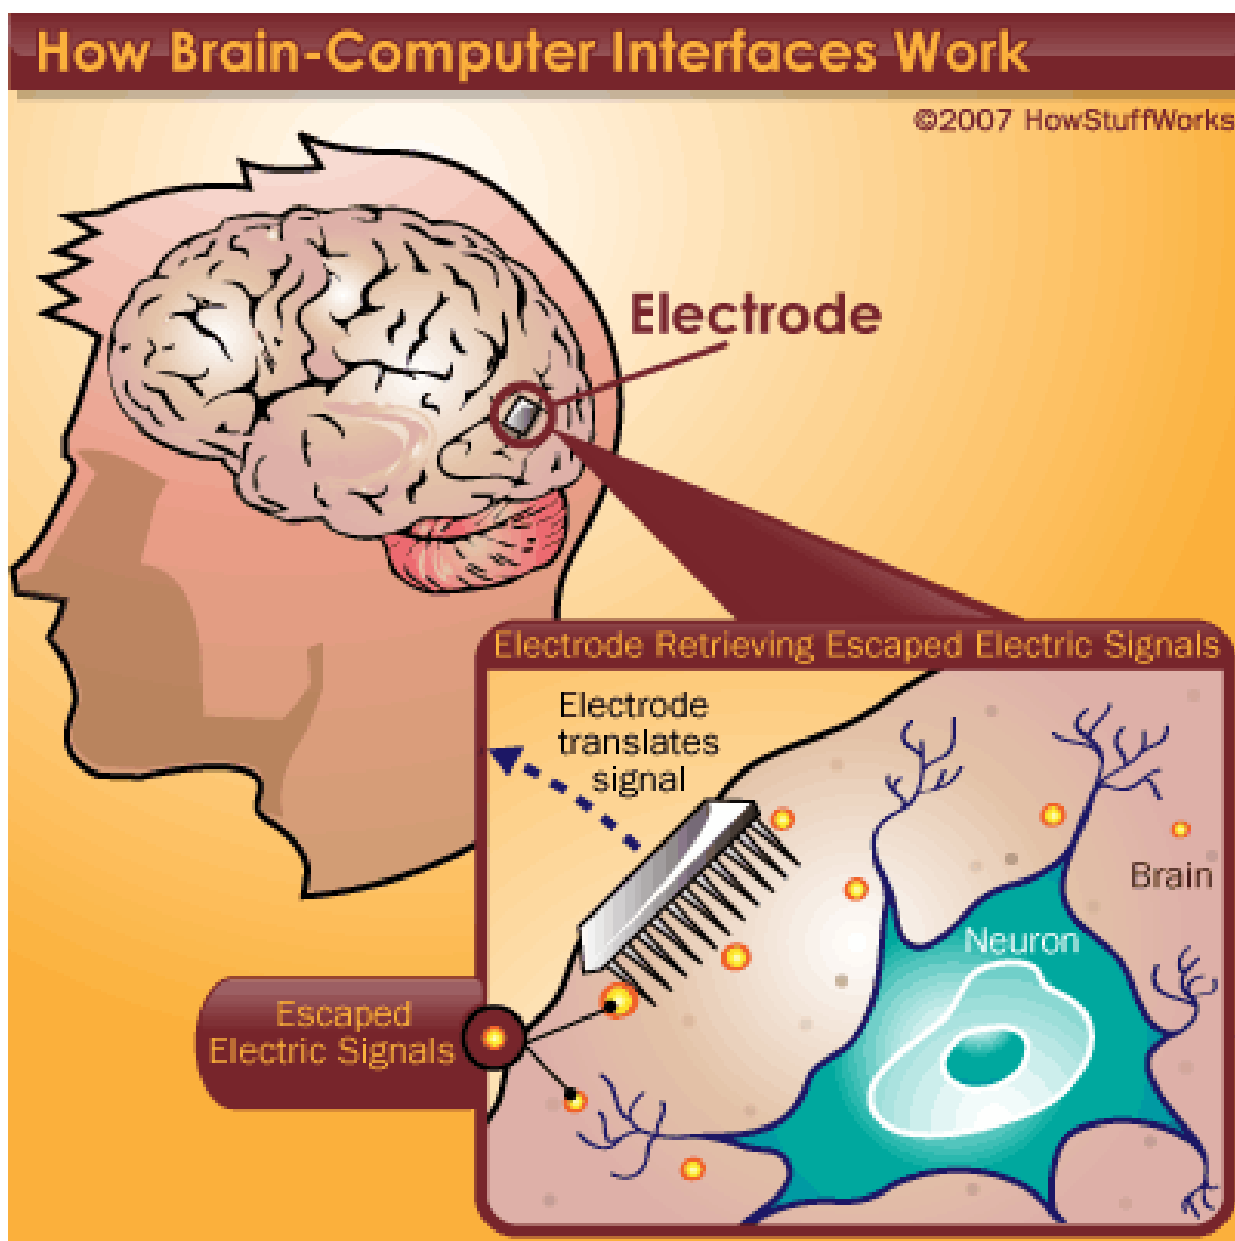 How Brain-Computer Interfaces Work
©2007 HowStuffWorks
Electrode
Electrode Retrieving Escaped Electric Signals
Electrode
translates
signal
Brain
Neuron
Escaped
Electric Signals